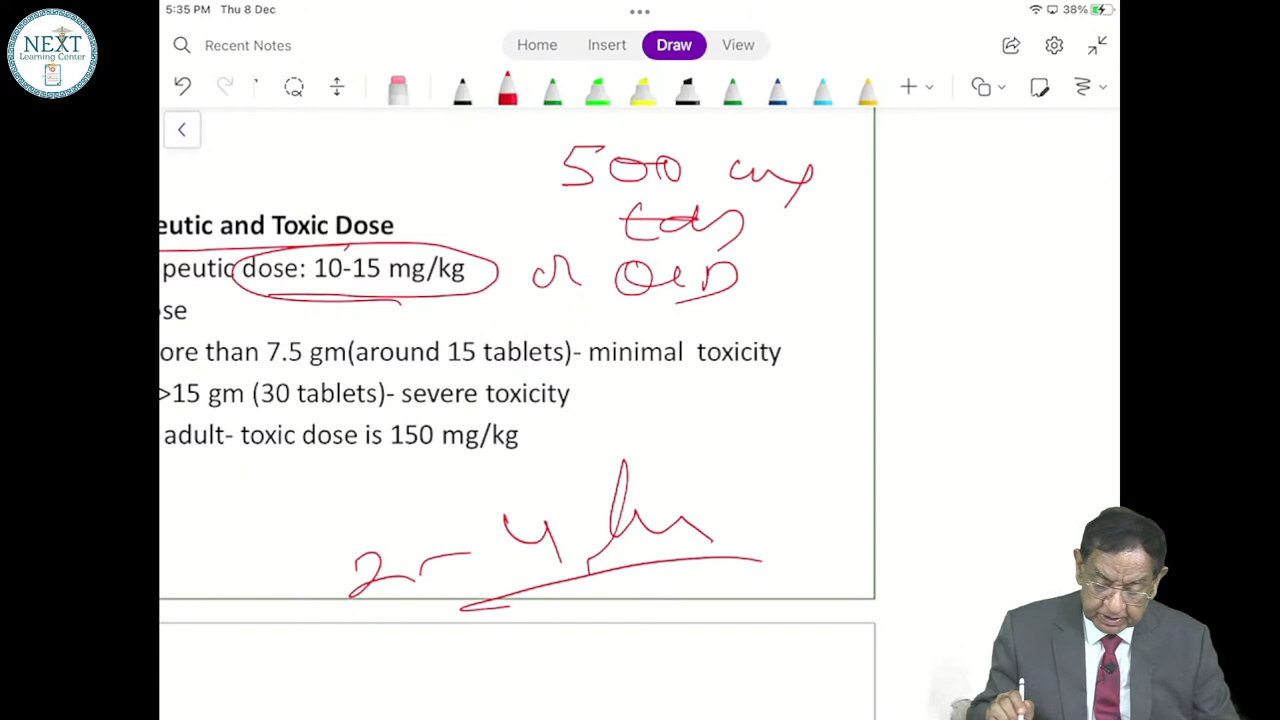 5:35 PM Thu 8 Dec
38%
NEXT
Learning Center
Recent Notes
Home Insert Draw View
500 mg
tds
peutic and Toxic Dose
peutic dose: 10-15 mg/kg or QID
ose
ore than 7.5 gm(around 15 tablets)- minimal toxicity
>15 gm (30 tablets)- severe toxicity
adult- toxic dose is 150 mg/kg
2-4 hr